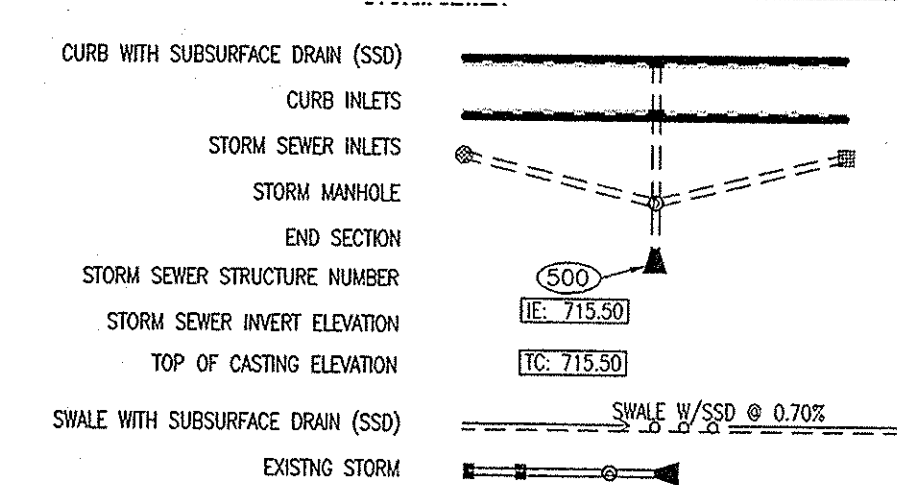 CURB WITH SUBSURFACE DRAIN (SSD)
CURB INLETS
STORM SEWER INLETS
STORM MANHOLE
END SECTION
STORM SEWER STRUCTURE NUMBER
500
STORM SEWER INVERT ELEVATION
IE: 715.50
TOP OF CASTING ELEVATION
TC: 715.50
SWALE WITH SUBSURFACE DRAIN (SSD)
SWALE W/SSD @ 0.70%
EXISTNG STORM